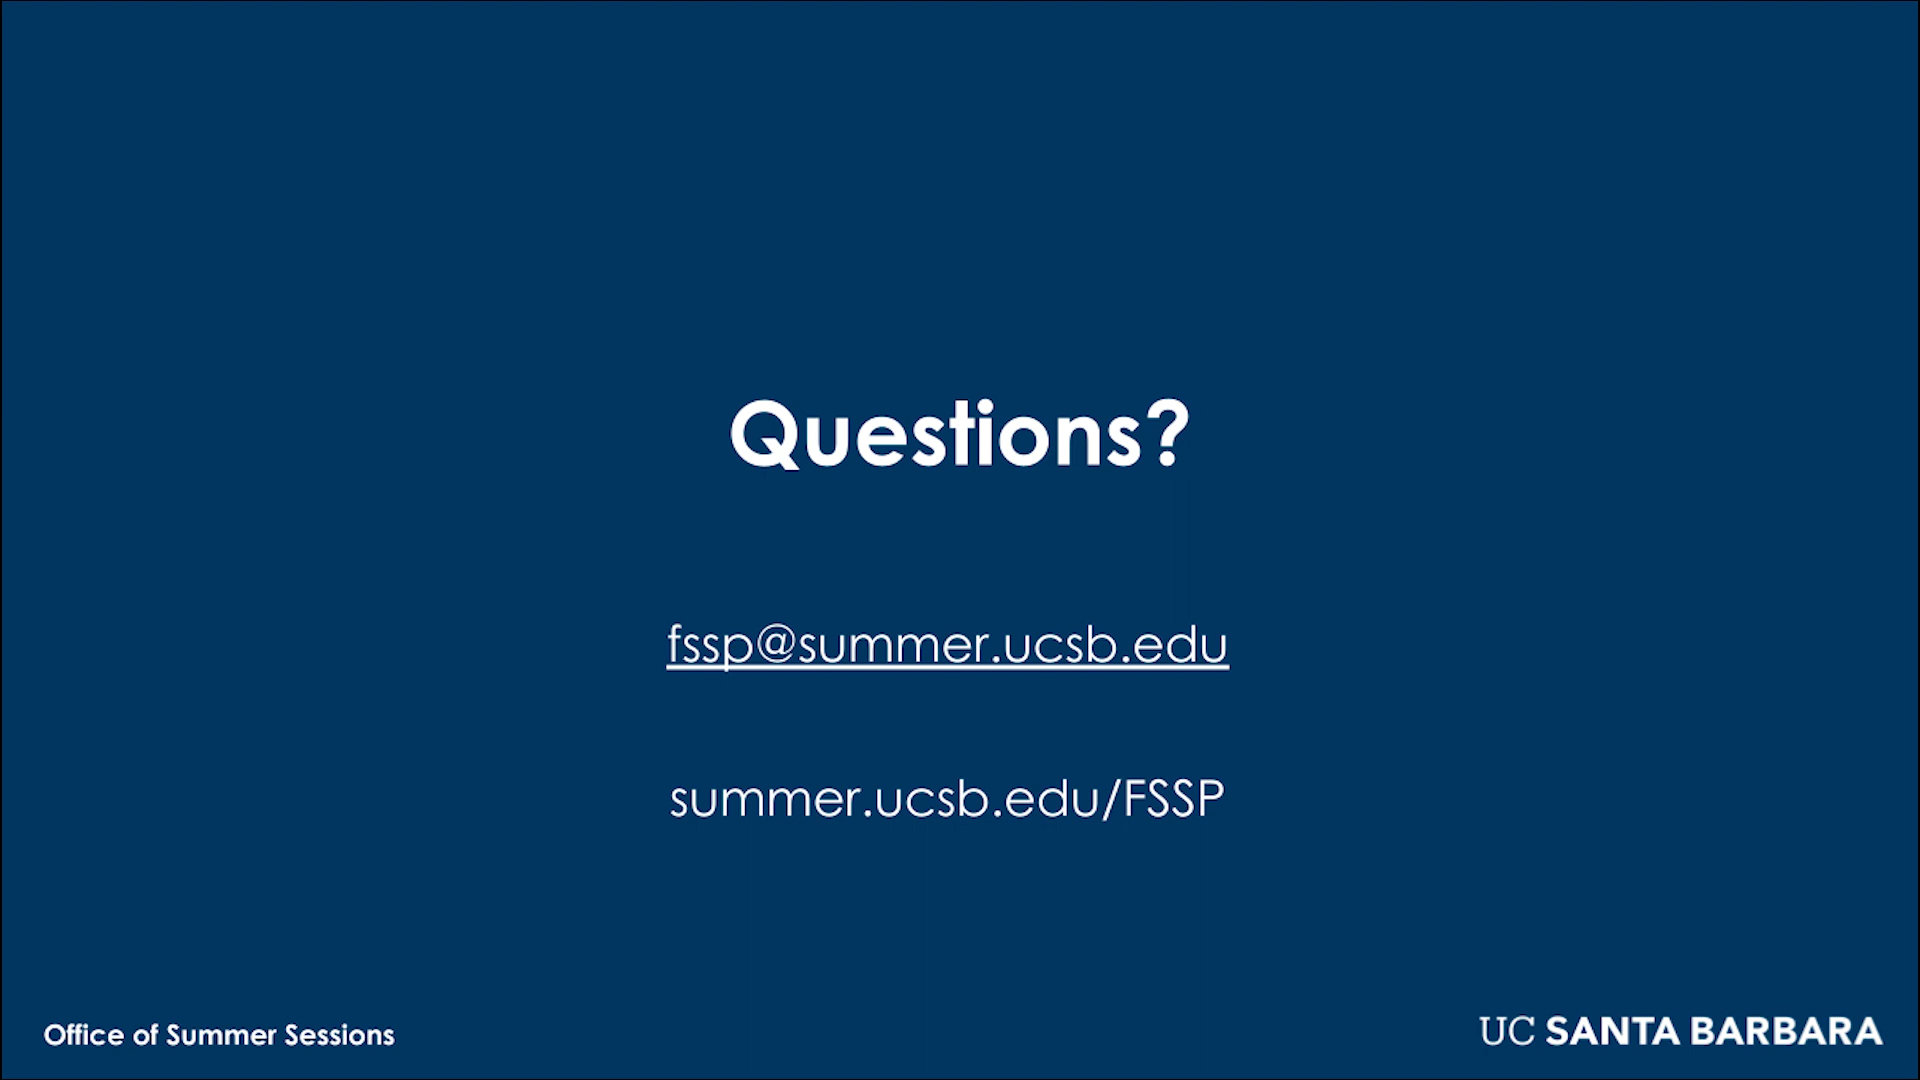 Questions?
fssp@summer.ucsb.edu
summer.ucsb.edu/FSSP
Office of Summer Sessions
UC SANTA BARBARA